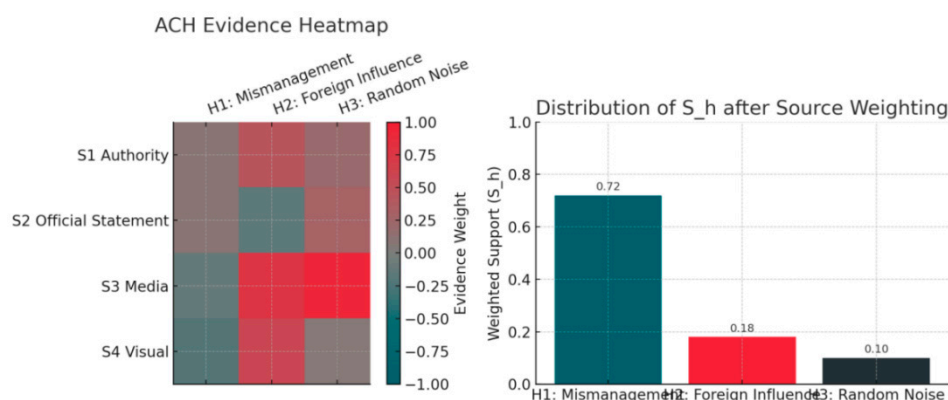 ACH Evidence Heatmap
H1: Mismanagement
H2: Foreign Influence
H3: Random Noise
S1 Authority
S2 Official Statement
S3 Media
S4 Visual
1.00
0.75
0.50
0.25
0.00
−0.25
−0.50
−0.75
−1.00
Evidence Weight
Distribution of S_h after Source Weighting
Weighted Support (S_h)
1.0
0.8
0.6
0.4
0.2
0.0
0.72
0.18
0.10
H1: Mismanagement
H2: Foreign Influence
H3: Random Noise